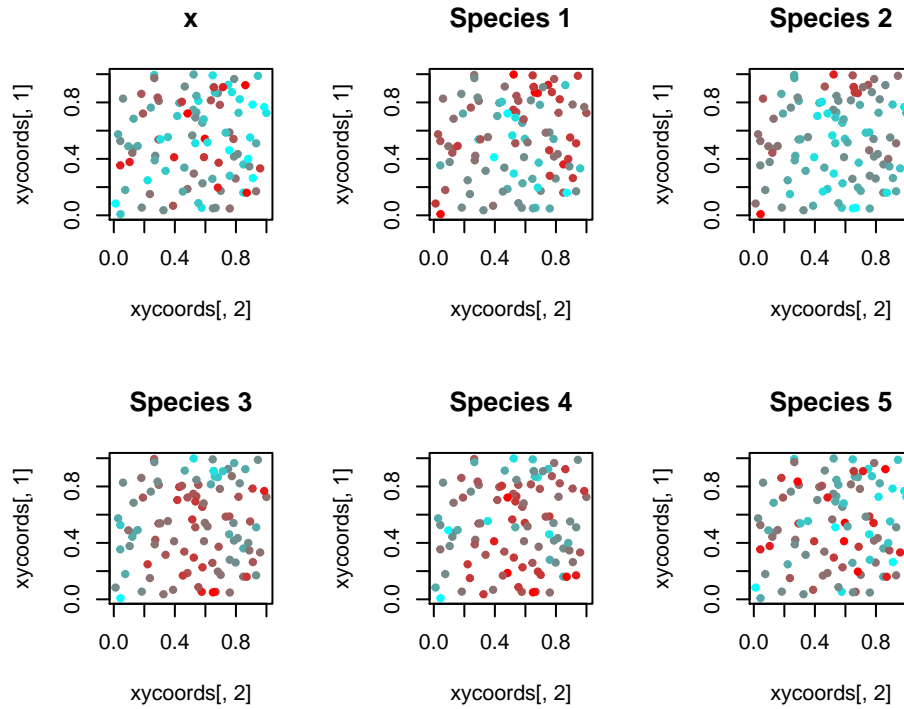 x
xycoords[, 1]
0.0 0.4 0.8
0.0 0.4 0.8
xycoords[, 2]
Species 1
xycoords[, 1]
0.0 0.4 0.8
0.0 0.4 0.8
xycoords[, 2]
Species 2
xycoords[, 1]
0.0 0.4 0.8
0.0 0.4 0.8
xycoords[, 2]
Species 3
xycoords[, 1]
0.0 0.4 0.8
0.0 0.4 0.8
xycoords[, 2]
Species 4
xycoords[, 1]
0.0 0.4 0.8
0.0 0.4 0.8
xycoords[, 2]
Species 5
xycoords[, 1]
0.0 0.4 0.8
0.0 0.4 0.8
xycoords[, 2]